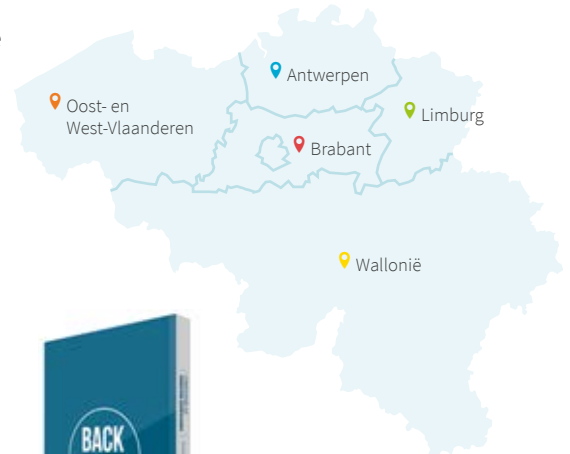 Antwerpen
Oost- en
West-Vlaanderen
Limburg
Brabant
Wallonië
BACK